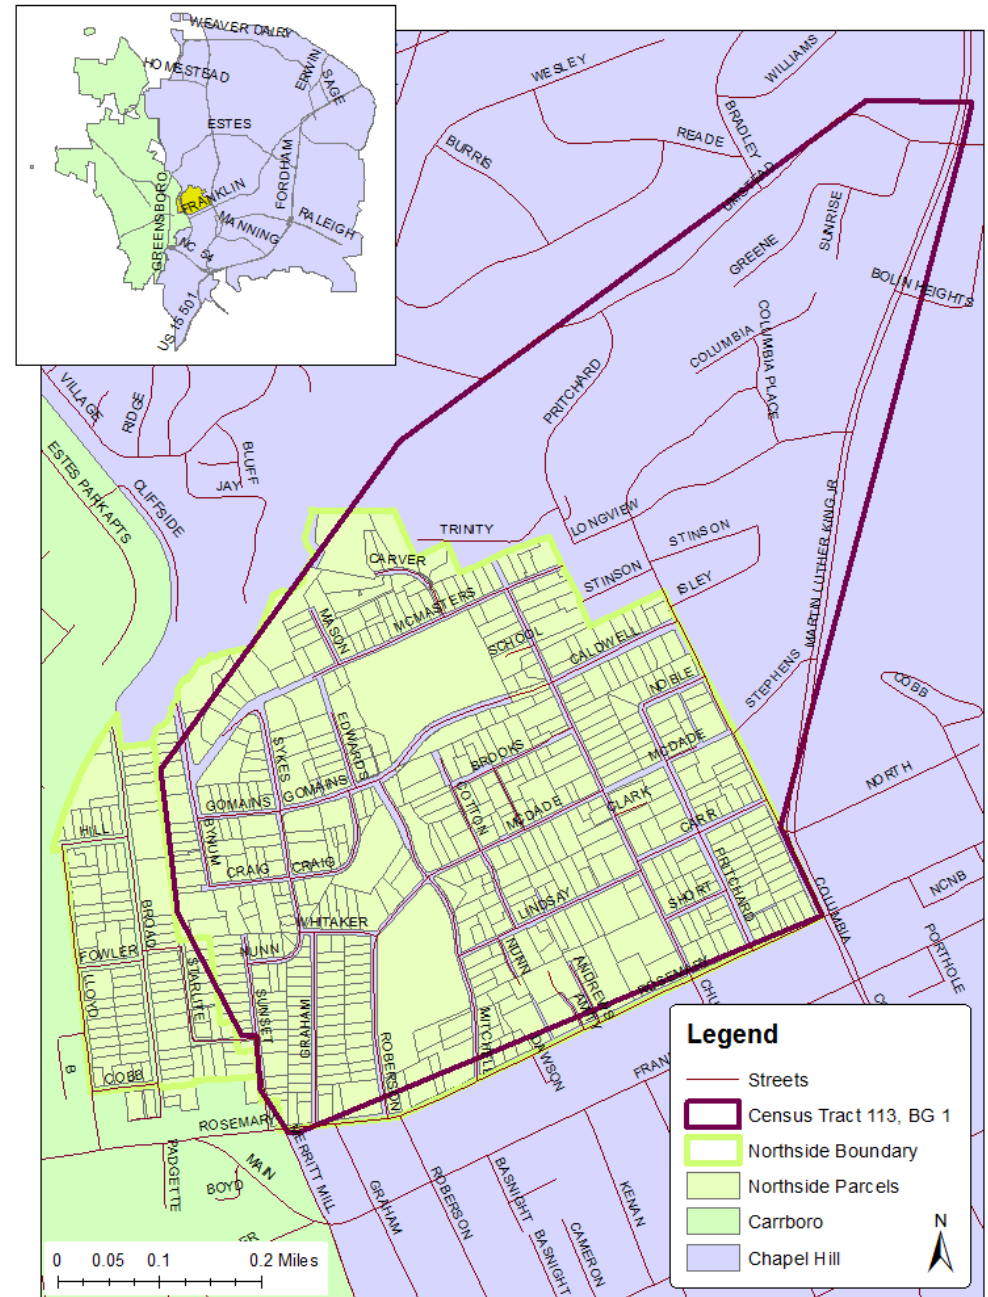 WEAVER DAIRY
HOMESTEAD
ERWIN
SAGE
ESTES
FORDHAM
GREENSBORO
FRANKLIN
MANNING
RALEIGH
NC 54
US 15 501
WESLEY
WILLIAMS
BRADLEY
READE
BURRIS
UMSTEAD
SUNRISE
GREENE
BOLIN HEIGHTS
COLUMBIA
COLUMBIA PLACE
PRITCHARD
VILLAGE
RIDGE
BLUFF
JAY
ESTES PARK APTS
CLIFFSIDE
TRINITY
LONGVIEW
STINSON
STINSON
ISLEY
MARTIN LUTHER KING JR
CARVER
MCMASTERS
MASON
SCHOOL
CALDWELL
NOBLE
STEPHENS
COBB
EDWARDS
SYKES
BROOKS
MCDADE
NORTH
GOMAINS
GOMAINS
COTTON
MCDADE
CLARK
CARR
HILL
BYNUM
CRAIG
CRAIG
PRITCHARD
SHORT
LINDSAY
COLUMBIA
NCNB
WHITAKER
BROAD
FOWLER
NUNN
NUNN
PORTHOLE
STARLITE
LLOYD
SUNSET
GRAHAM
ANDREWS
AMITY
ROSEMARY
MITCHELL
ROBERSON
DAWSON
B
COBB
ROSEMARY
MERRITT MILL
PADGETTE
MAIN
BOYD
GRAHAM
ROBERSON
BASNIGHT
BASNIGHT
KENAN
CAMERON
Legend
Streets
Census Tract 113, BG 1
Northside Boundary
Northside Parcels
Carrboro
Chapel Hill
N
0 0.05 0.1 0.2 Miles